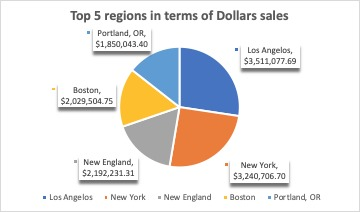 Top 5 regions in terms of Dollars sales
Portland, OR,
$1,850,043.40
Los Angelos,
$3,511,077.69
Boston,
$2,029,504.75
New England,
$2,192,231.31
New York,
$3,240,706.70
Los Angelos New York New England Boston Portland, OR